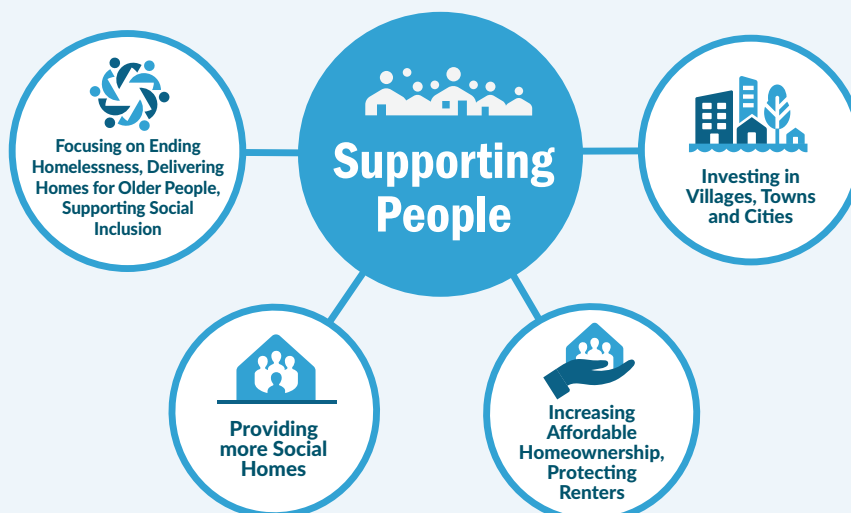 Supporting
People
Focusing on Ending
Homelessness, Delivering
Homes for Older People,
Supporting Social
Inclusion
Investing in
Villages, Towns
and Cities
Providing
more Social
Homes
Increasing
Affordable
Homeownership,
Protecting
Renters